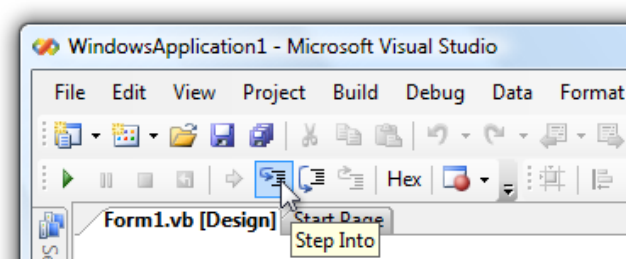 WindowsApplication1 - Microsoft Visual Studio
File Edit View Project Build Debug Data Format
Hex
Form1.vb [Design] Start Page
Step Into